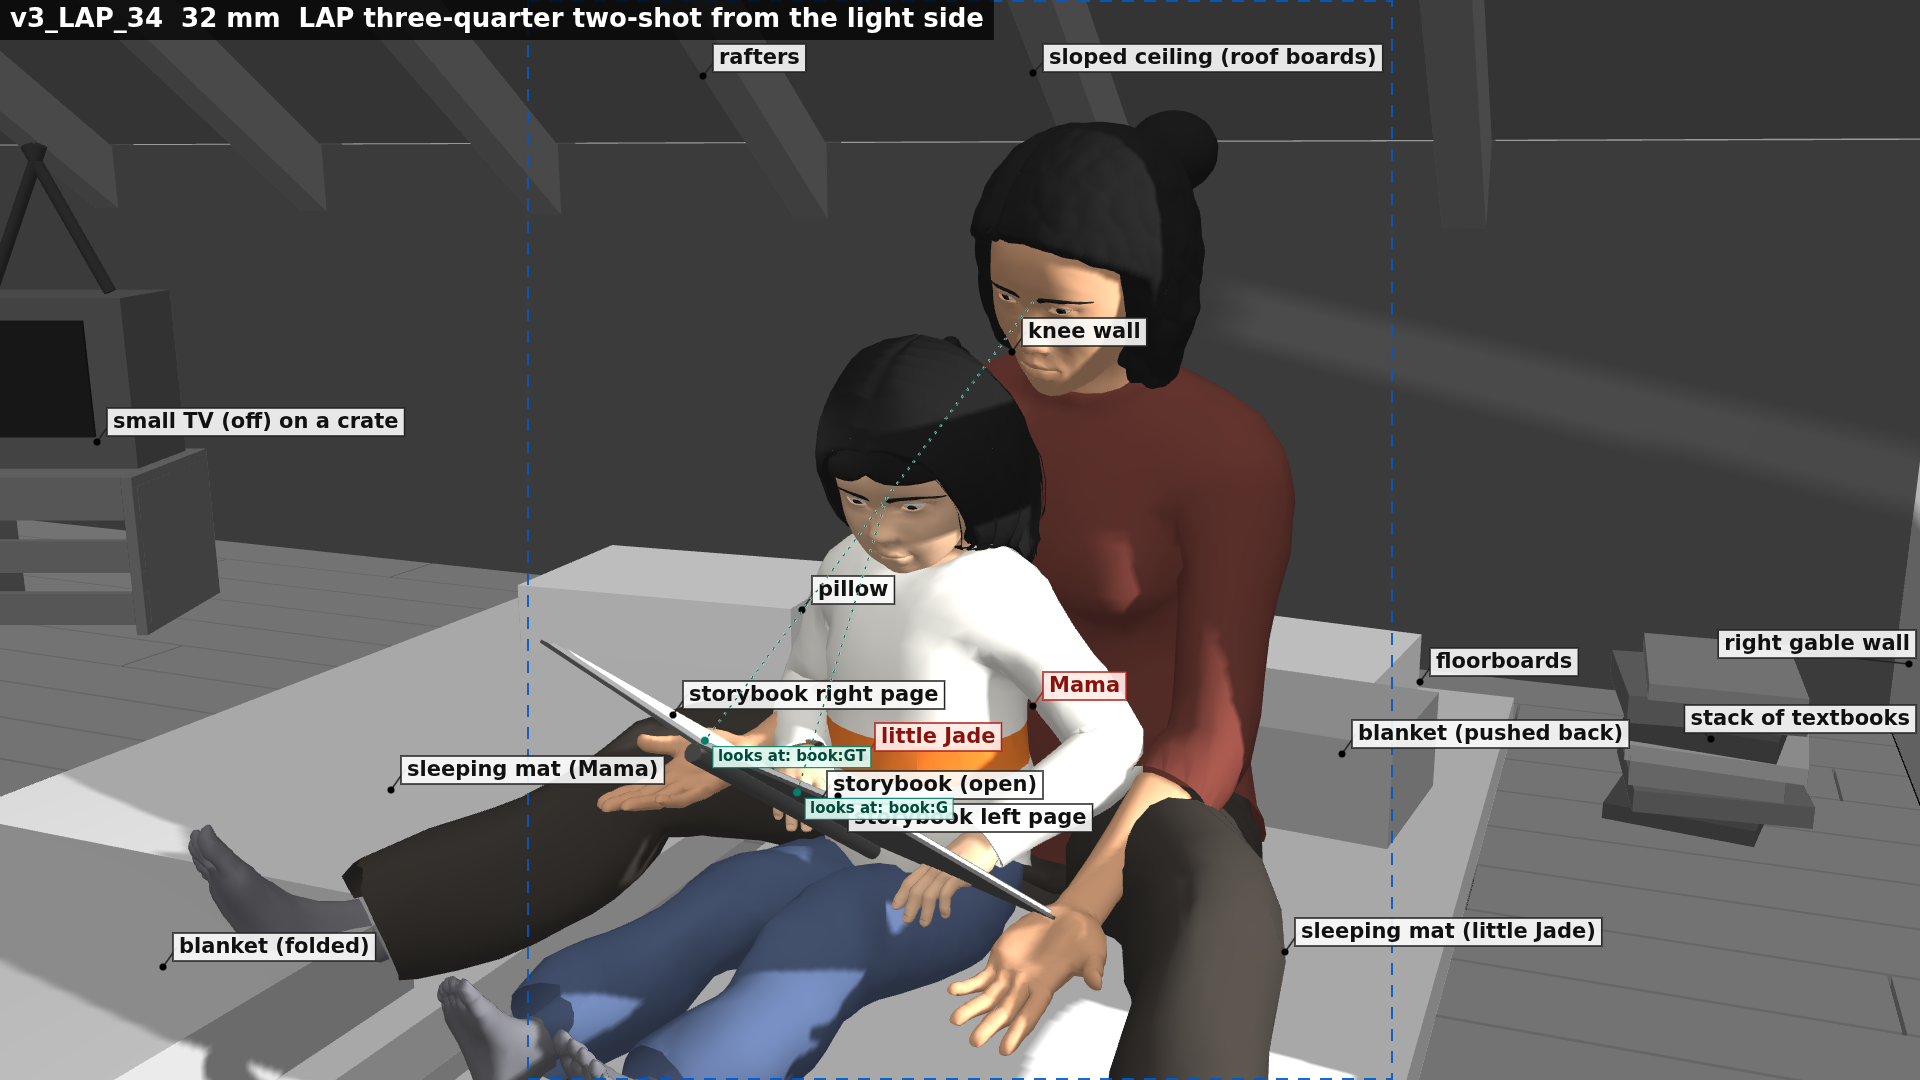 v3_LAP_34 32 mm LAP three-quarter two-shot from the light side
rafters
sloped ceiling (roof boards)
knee wall
small TV (off) on a crate
pillow
right gable wall
floorboards
Mama
storybook right page
stack of textbooks
blanket (pushed back)
little Jade
looks at: book:GT
sleeping mat (Mama)
storybook (open)
looks at: book:G
storybook left page
sleeping mat (little Jade)
blanket (folded)